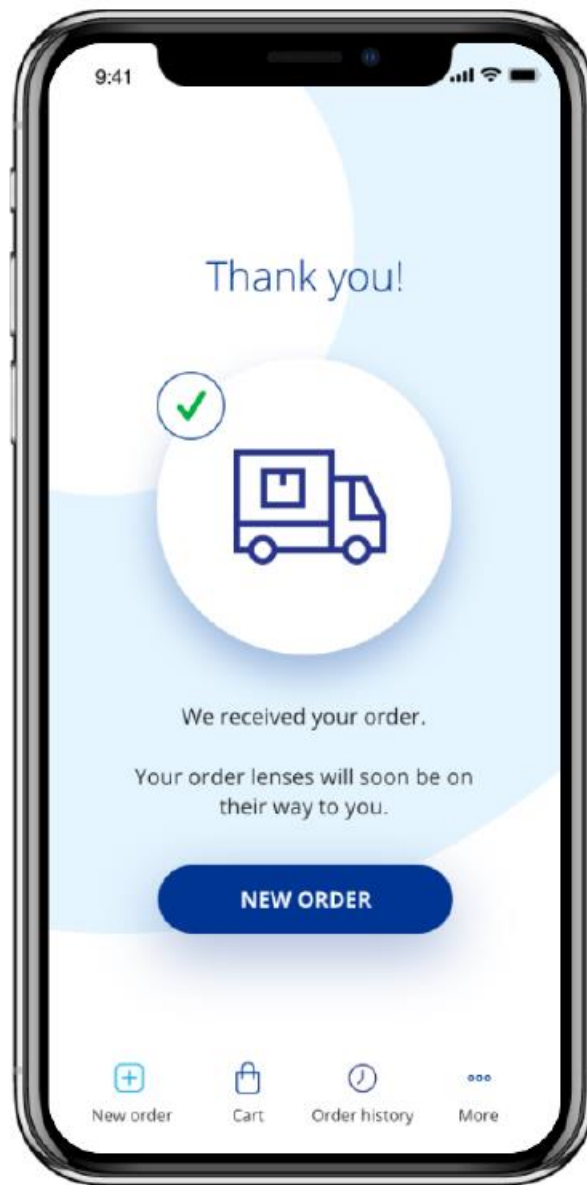 9:41
Thank you!
We received your order.
Your order lenses will soon be on
their way to you.
NEW ORDER
New order
Cart
Order history
More